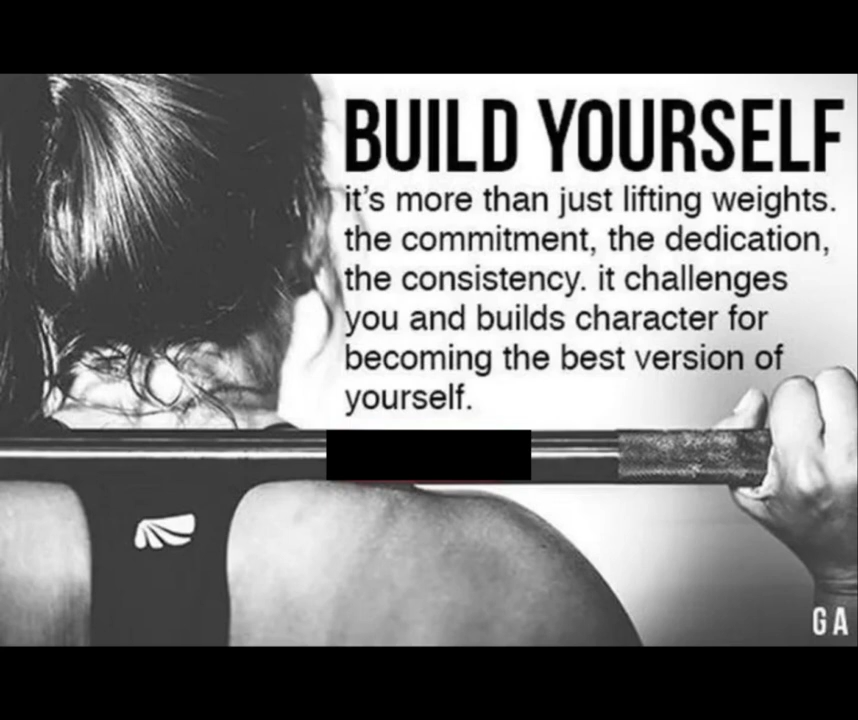 BUILD YOURSELF
it's more than just lifting weights.
the commitment, the dedication,
the consistency. it challenges
you and builds character for
becoming the best version of
yourself.
GA